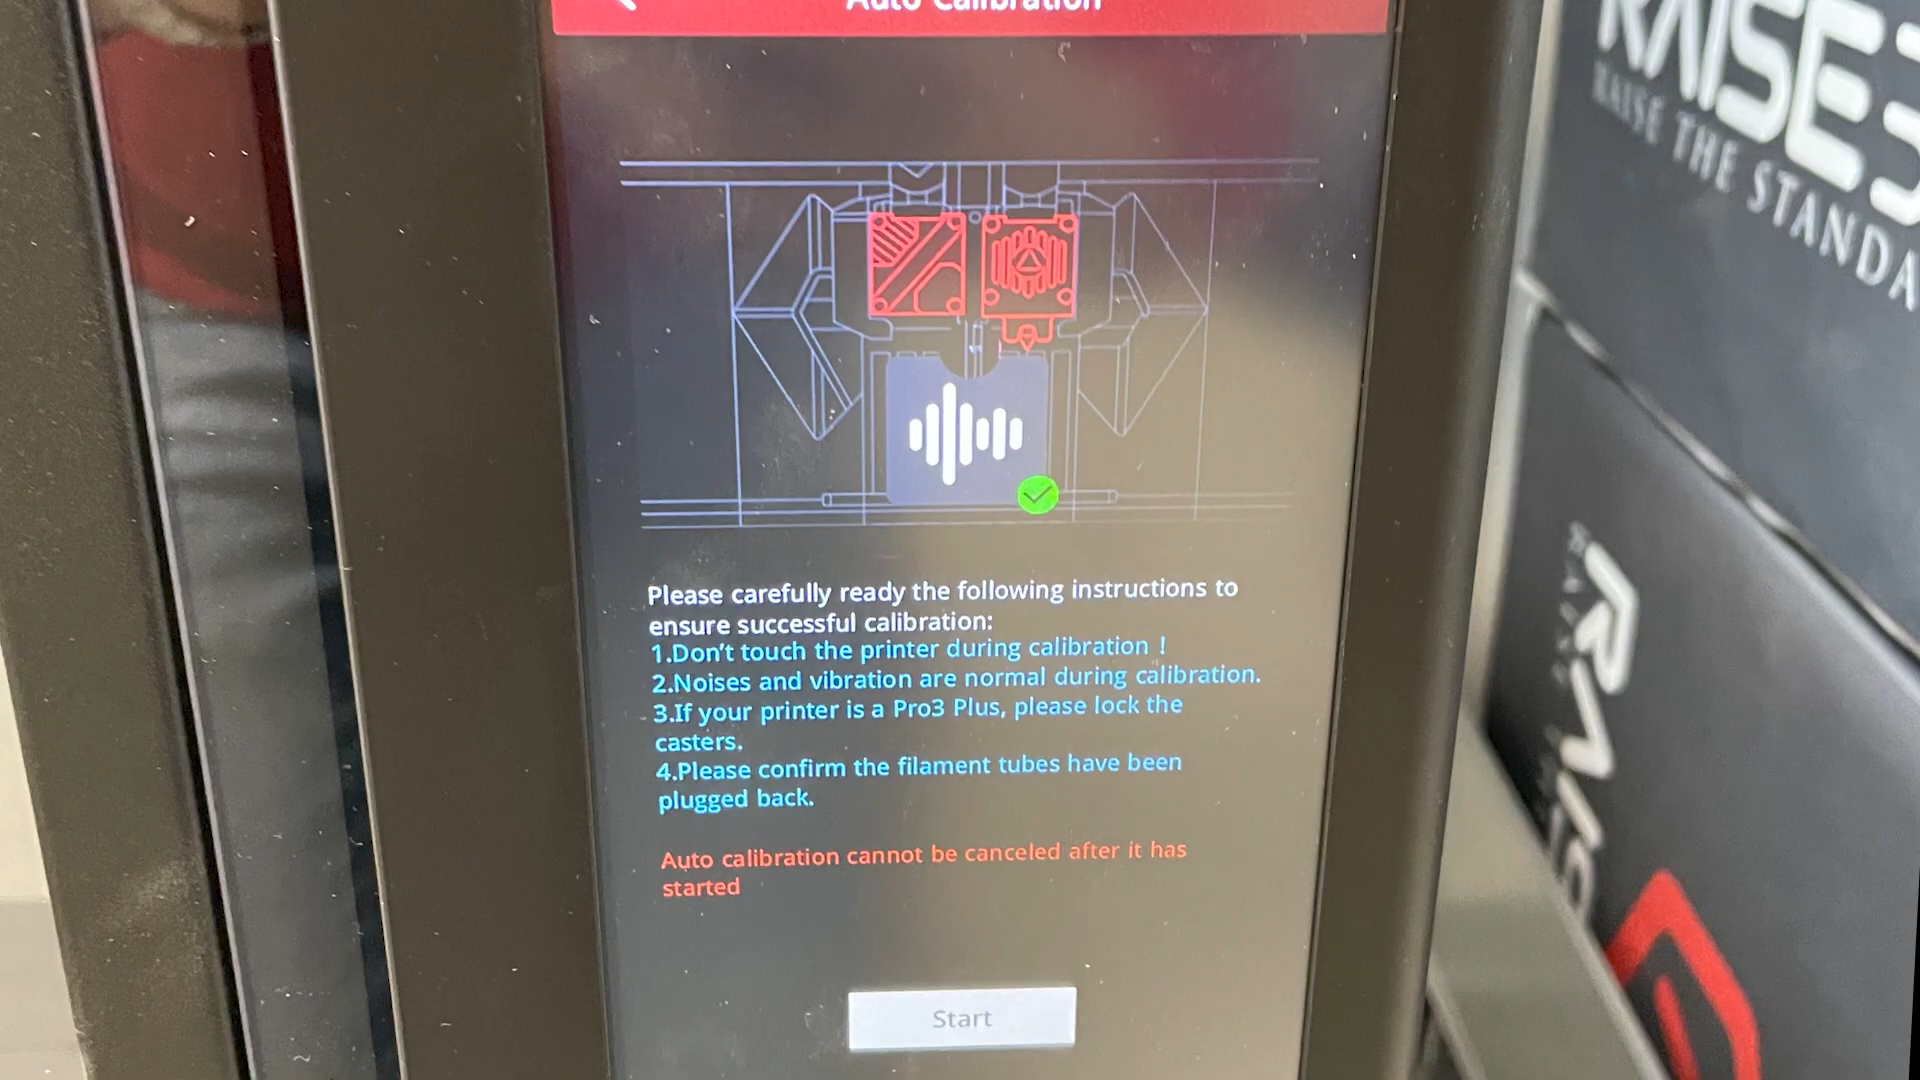 Auto Calibration
Please carefully ready the following instructions to
ensure successful calibration:
1.Don't touch the printer during calibration !
2.Noises and vibration are normal during calibration.
3.If your printer is a Pro3 Plus, please lock the
casters.
4.Please confirm the filament tubes have been
plugged back.
Auto calibration cannot be canceled after it has
started
Start
RAISE3
RAISE THE STANDA